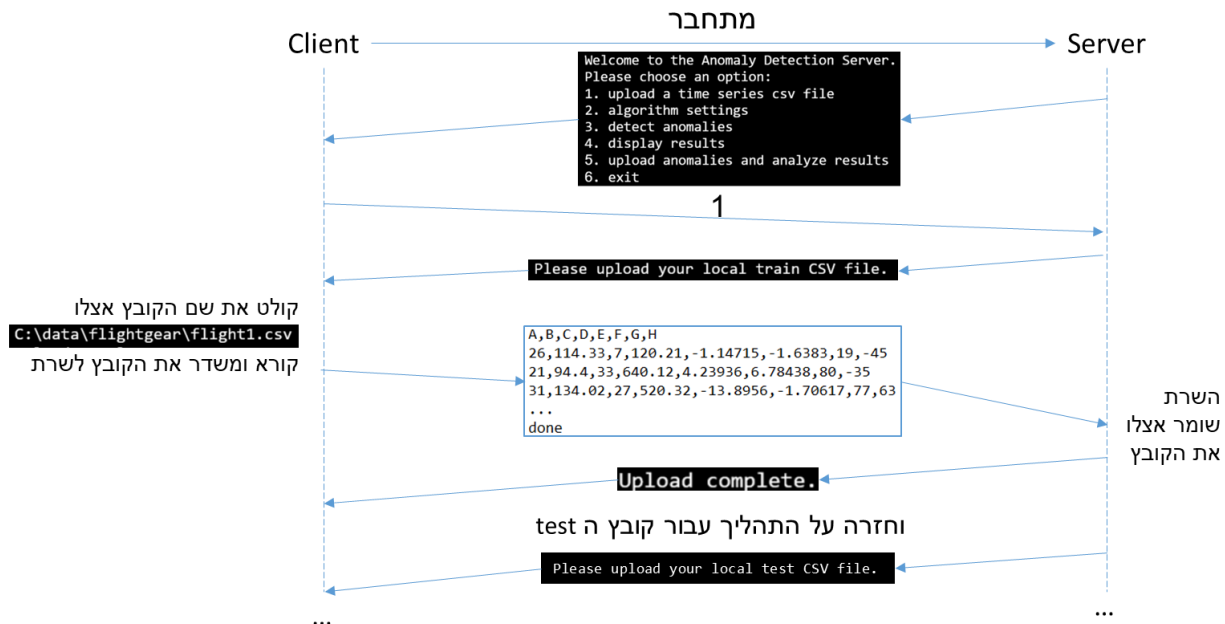 מתחבר
Client
Server
Welcome to the Anomaly Detection Server.
Please choose an option:
1. upload a time series csv file
2. algorithm settings
3. detect anomalies
4. display results
5. upload anomalies and analyze results
6. exit
1
Please upload your local train CSV file.
קולט את שם הקובץ אצלו
C:\data\flightgear\flight1.csv
קורא ומשדר את הקובץ לשרת
A,B,C,D,E,F,G,H
26,114.33,7,120.21,-1.14715,-1.6383,19,-45
21,94.4,33,640.12,4.23936,6.78438,80,-35
31,134.02,27,520.32,-13.8956,-1.70617,77,63
...
done
השרת
שומר אצלו
את הקובץ
Upload complete.
וחזרה על התהליך עבור קובץ ה test
Please upload your local test CSV file.
...
...